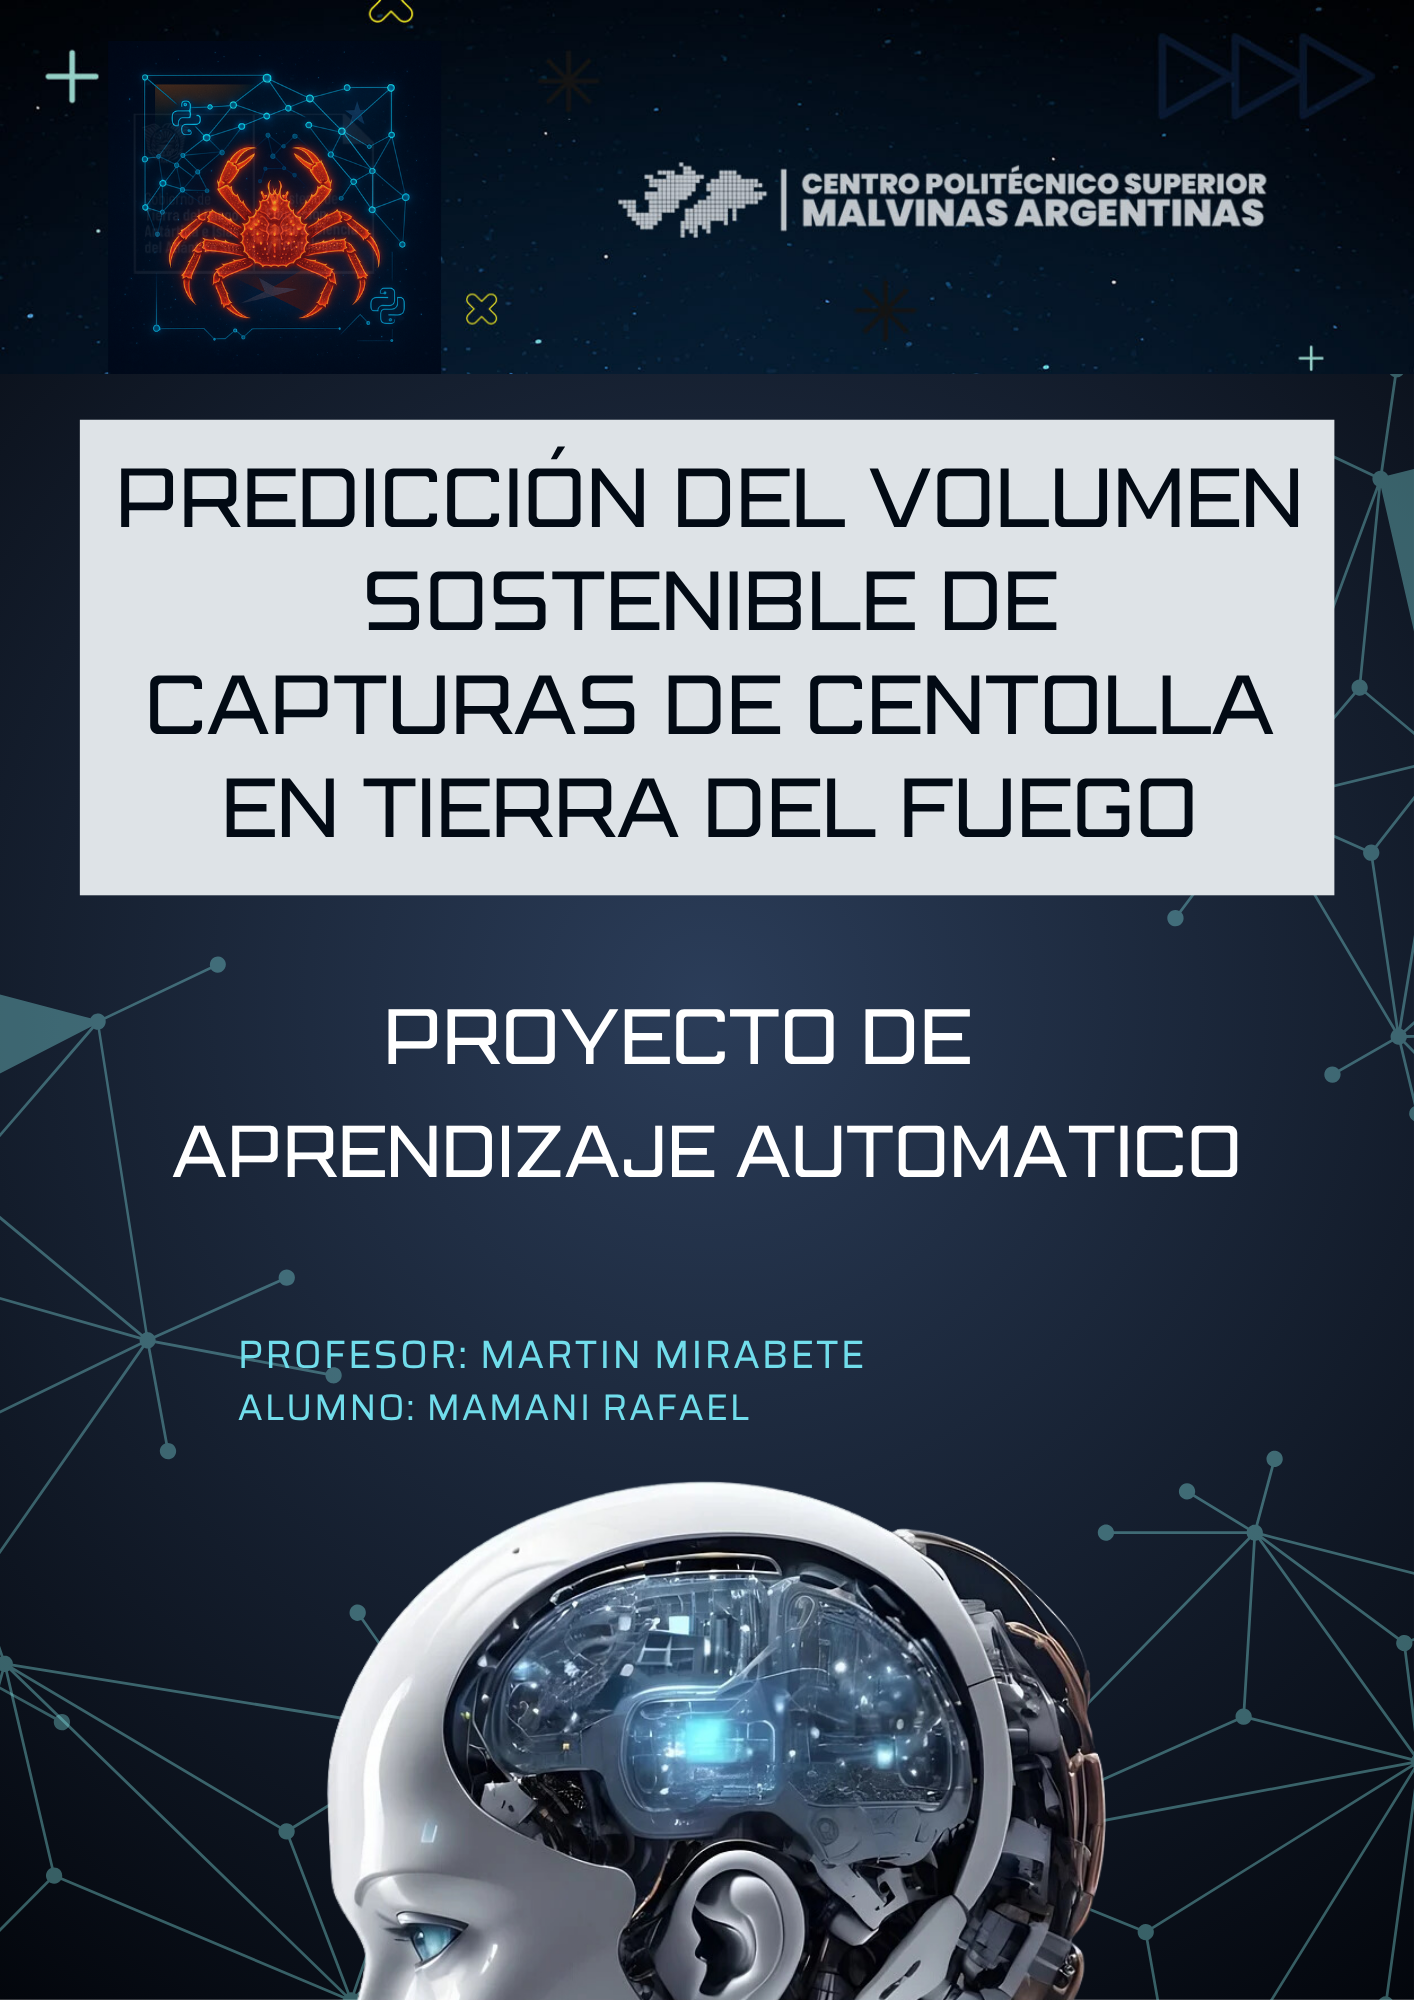 CENTRO POLITÉCNICO SUPERIOR
MALVINAS ARGENTINAS
PREDICCIÓN DEL VOLUMEN
SOSTENIBLE DE
CAPTURAS DE CENTOLLA
EN TIERRA DEL FUEGO
PROYECTO DE
APRENDIZAJE AUTOMATICO
PROFESOR: MARTIN MIRABETE
ALUMNO: MAMANI RAFAEL